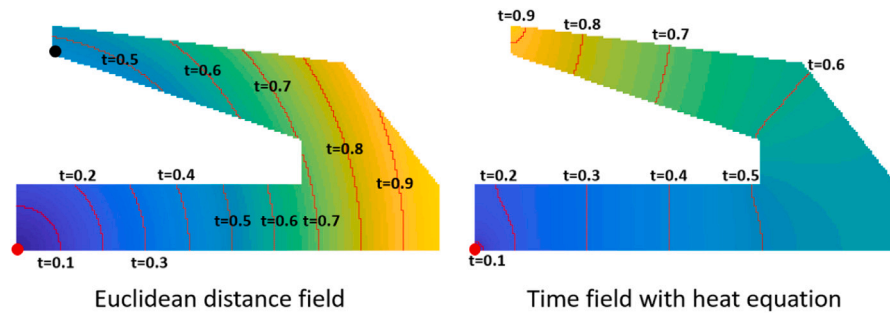 t=0.5
t=0.6
t=0.7
t=0.8
t=0.9
t=0.2
t=0.4
t=0.5
t=0.6
t=0.7
t=0.1
t=0.3
Euclidean distance field
t=0.9
t=0.8
t=0.7
t=0.6
t=0.2
t=0.3
t=0.4
t=0.5
t=0.1
Time field with heat equation